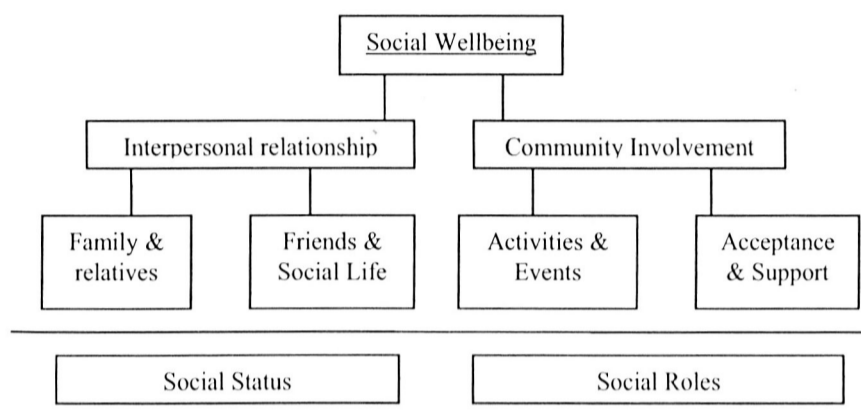 Social Wellbeing
Interpersonal relationship
Community Involvement
Family &
relatives
Friends &
Social Life
Activities &
Events
Acceptance
& Support
Social Status
Social Roles